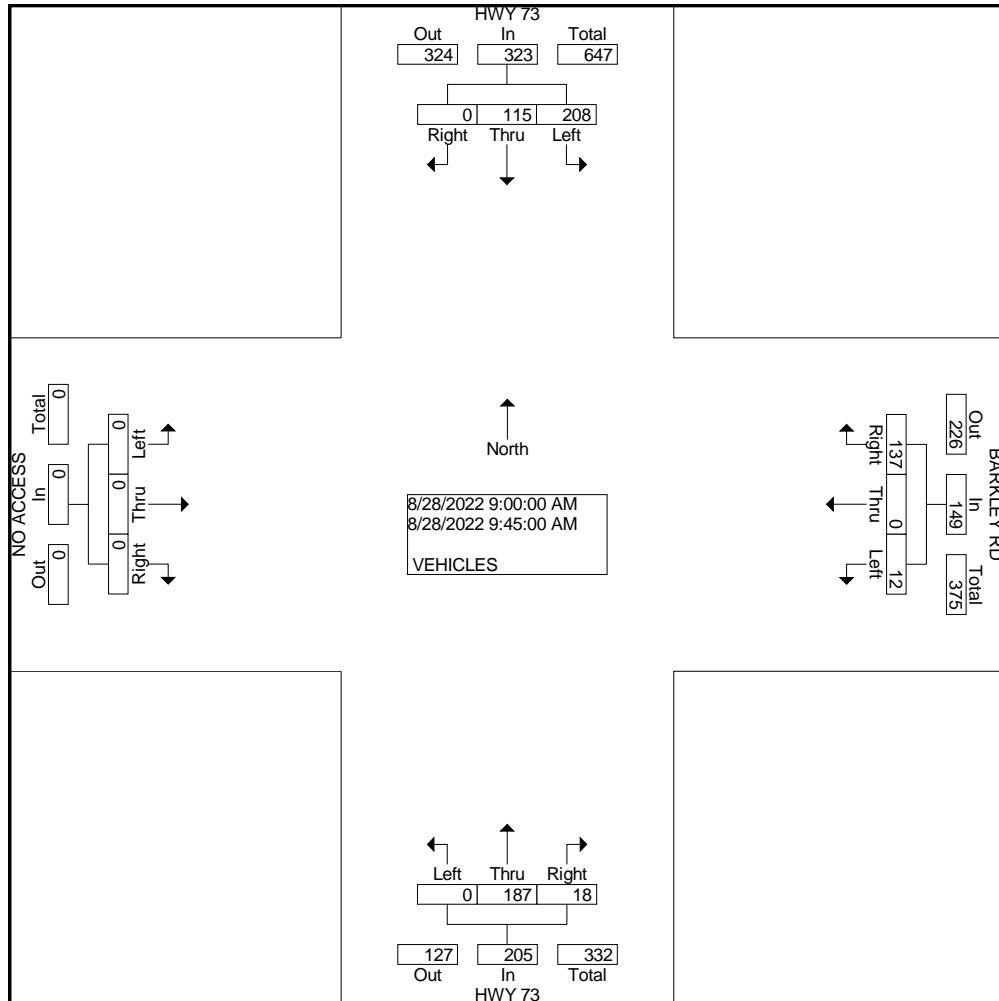 HWY 73
Out In Total
324 323 647
0 115 208
Right Thru Left
NO ACCESS
Total In Out
0 0 0
0 0 0
Left Thru Right
North
8/28/2022 9:00:00 AM
8/28/2022 9:45:00 AM
VEHICLES
Right Thru Left
137 0 12
226 149 375
Out In Total
BARKLEY RD
Left Thru Right
0 187 18
127 205 332
Out In Total
HWY 73